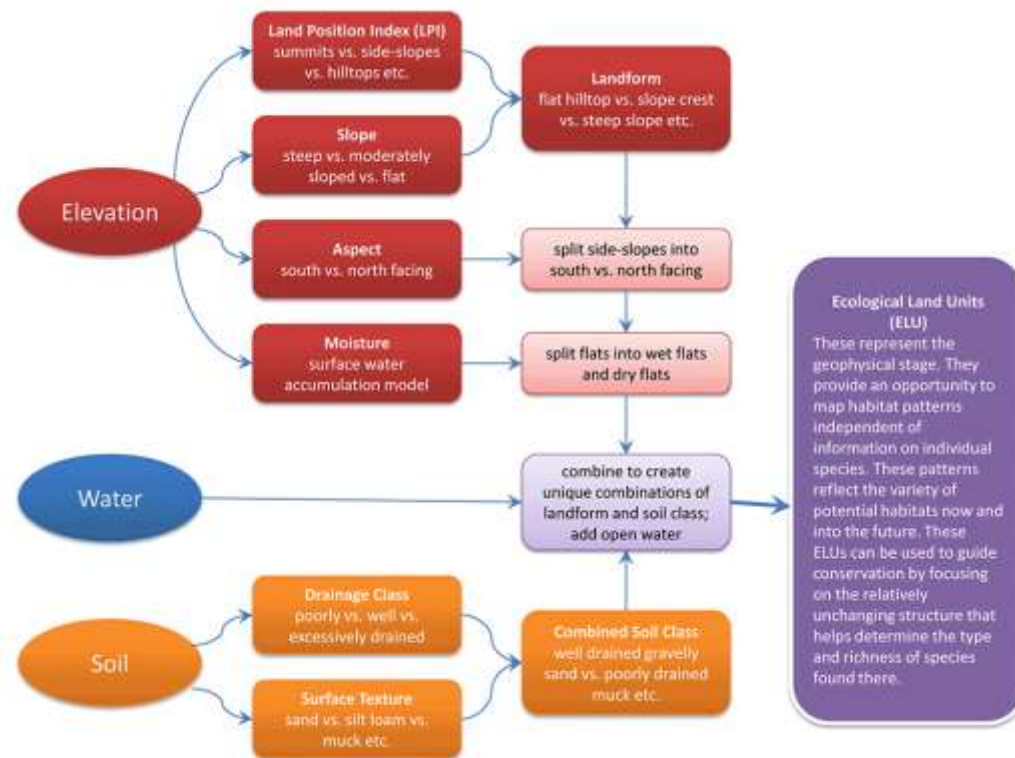 Land Position Index (LPI)
summits vs. side-slopes
vs. hilltops etc.
Landform
flat hilltop vs. slope crest
vs. steep slope etc.
Slope
steep vs. moderately
sloped vs. flat
Elevation
Aspect
south vs. north facing
split side-slopes into
south vs. north facing
Moisture
surface water
accumulation model
split flats into wet flats
and dry flats
Water
combine to create
unique combinations of
landform and soil class;
add open water
Drainage Class
poorly vs. well vs.
excessively drained
Soil
Surface Texture
sand vs. silt loam vs.
muck etc.
Combined Soil Class
well drained gravelly
sand vs. poorly drained
muck etc.
Ecological Land Units
(ELU)
These represent the
geophysical stage. They
provide an opportunity to
map habitat patterns
independent of
information on individual
species. These patterns
reflect the variety of
potential habitats now and
into the future. These
ELUs can be used to guide
conservation by focusing
on the relatively
unchanging structure that
helps determine the type
and richness of species
found there.